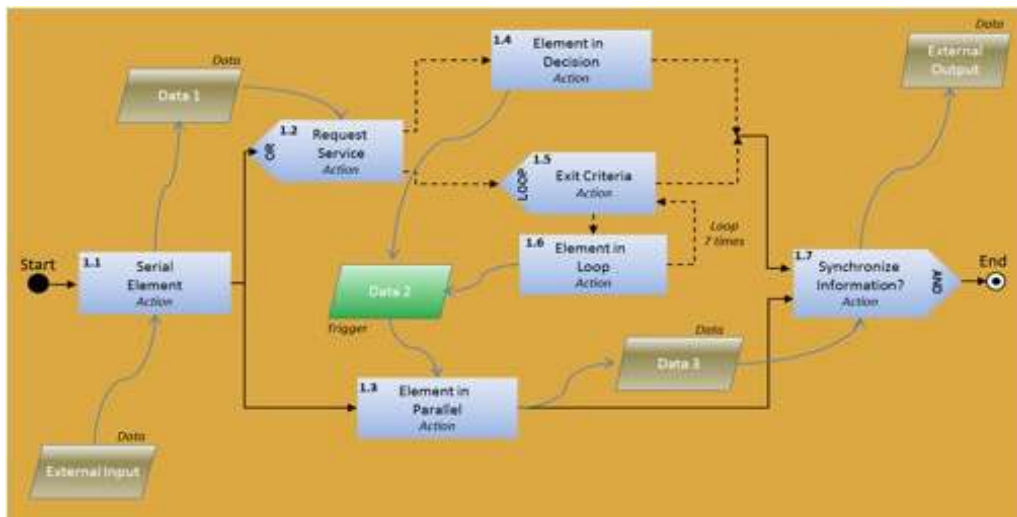 Data
External
Output
1.4
Element in
Decision
Action
Data
Data 1
1.2
OR
Request
Service
Action
1.5
LOOP
Exit Criteria
Action
Loop
7 times
1.6
Element in
Loop
Action
Start
1.1
Serial
Element
Action
Data 2
Trigger
1.7
Synchronize
Information?
Action
AND
End
Data
Data 3
1.3
Element in
Parallel
Action
Data
External Input